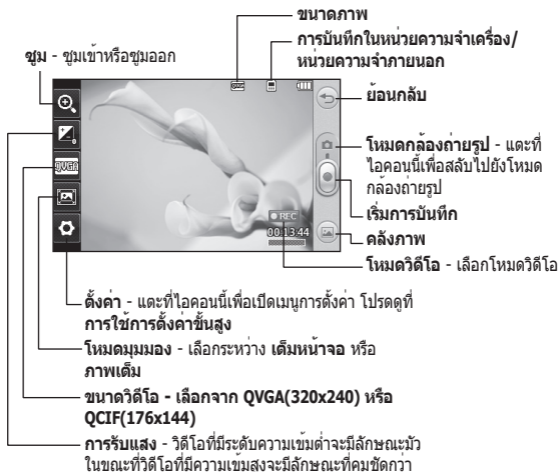 ขนาดภาพ
การบันทึกในหน่วยความจำเครื่อง/
หน่วยความจำภายนอก
ซูม - ซูมเข้าหรือซูมออก
ย้อนกลับ
โหมดกล้องถ่ายรูป - แตะที่
ไอคอนนี้เพื่อสลับไปยังโหมด
กล้องถ่ายรูป
เริ่มการบันทึก
คลังภาพ
โหมดวิดีโอ - เลือกโหมดวิดีโอ
QVGA
REC
00:13:44
ตั้งค่า - แตะที่ไอคอนนี้เพื่อเปิดเมนูการตั้งค่า โปรดดูที่
การใช้การตั้งค่าขั้นสูง
โหมดมุมมอง - เลือกระหว่าง เต็มหน้าจอ หรือ
ภาพเต็ม
ขนาดวิดีโอ - เลือกจาก QVGA(320x240) หรือ
QCIF(176x144)
การรับแสง - วิดีโอที่มีระดับความเข้มต่ำจะมีลักษณะมัว
ในขณะที่วิดีโอที่มีความเข้มสูงจะมีลักษณะที่คมชัดกว่า